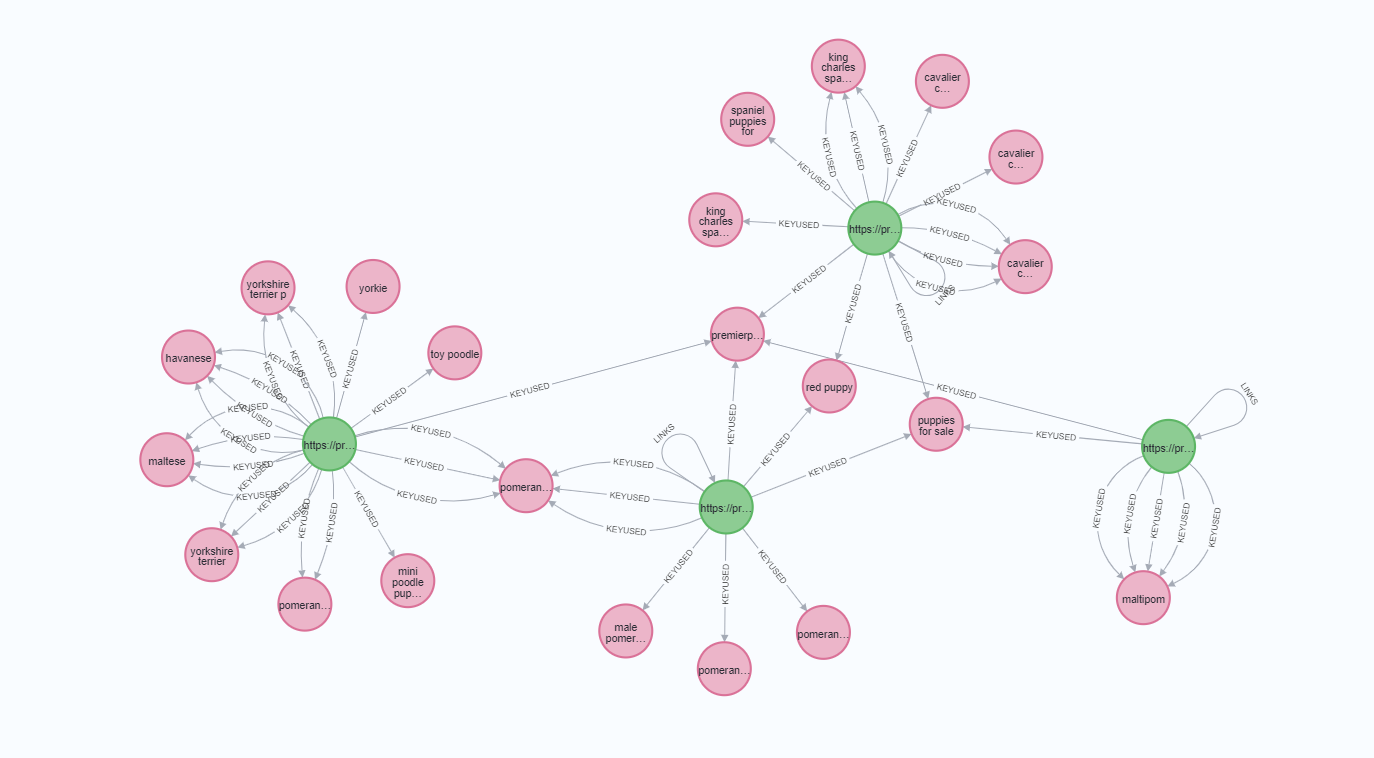 king
charles
spa...
cavalier
c...
spaniel
puppies
for
KEYUSED
KEYUSED
KEYUSED
KEYUSED
KEYUSED
cavalier
c...
KEYUSED
KEYUSED
king
charles
spa...
KEYUSED
https://pr...
KEYUSED
KEYUSED
cavalier
c...
KEYUSED
LINKS
KEYUSED
KEYUSED
KEYUSED
yorkshire
terrier p
yorkie
premierp...
havanese
toy poodle
KEYUSED
KEYUSED
KEYUSED
KEYUSED
KEYUSED
KEYUSED
KEYUSED
KEYUSED
KEYUSED
KEYUSED
red puppy
KEYUSED
LINKS
puppies
for sale
KEYUSED
KEYUSED
KEYUSED
KEYUSED
KEYUSED
https://pr...
KEYUSED
LINKS
KEYUSED
KEYUSED
https://pr...
maltese
KEYUSED
KEYUSED
KEYUSED
KEYUSED
KEYUSED
pomeran...
KEYUSED
KEYUSED
KEYUSED
KEYUSED
https://pr...
KEYUSED
KEYUSED
KEYUSED
KEYUSED
KEYUSED
KEYUSED
KEYUSED
KEYUSED
KEYUSED
KEYUSED
KEYUSED
yorkshire
terrier
KEYUSED
KEYUSED
KEYUSED
mini
poodle
pup...
pomeran...
maltipom
male
pomer...
pomeran...
pomeran...